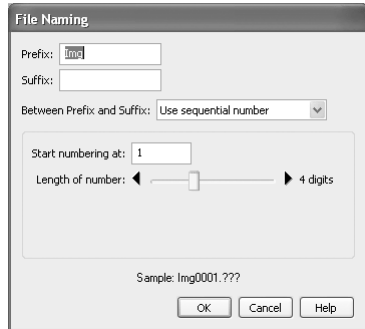 File Naming
Prefix: Img
Suffix:
Between Prefix and Suffix: Use sequential number
Start numbering at: 1
Length of number: 4 digits
Sample: Img0001.???
OK Cancel Help